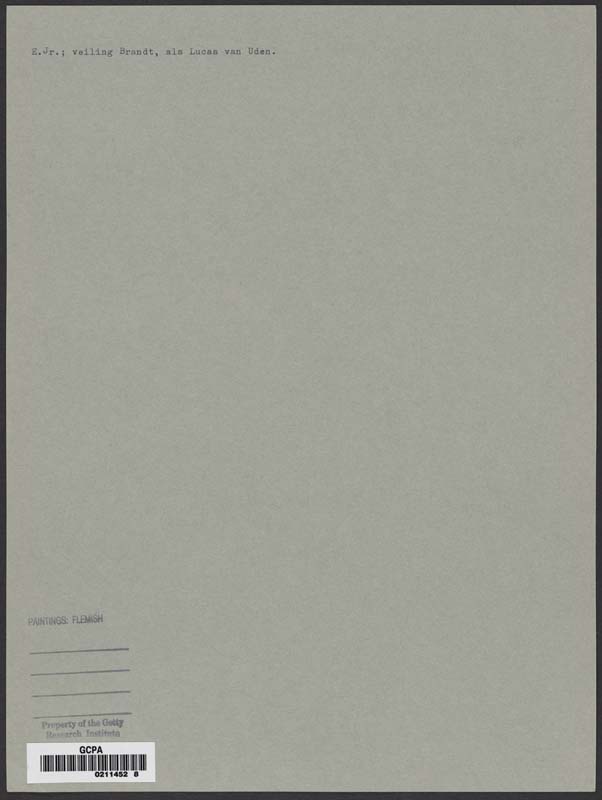 E.Jr.; veiling Brandt, als Lucas van Uden.
PAINTINGS: FLEMISH
Property of the Getty
Research Institute
GCPA
0211452 8